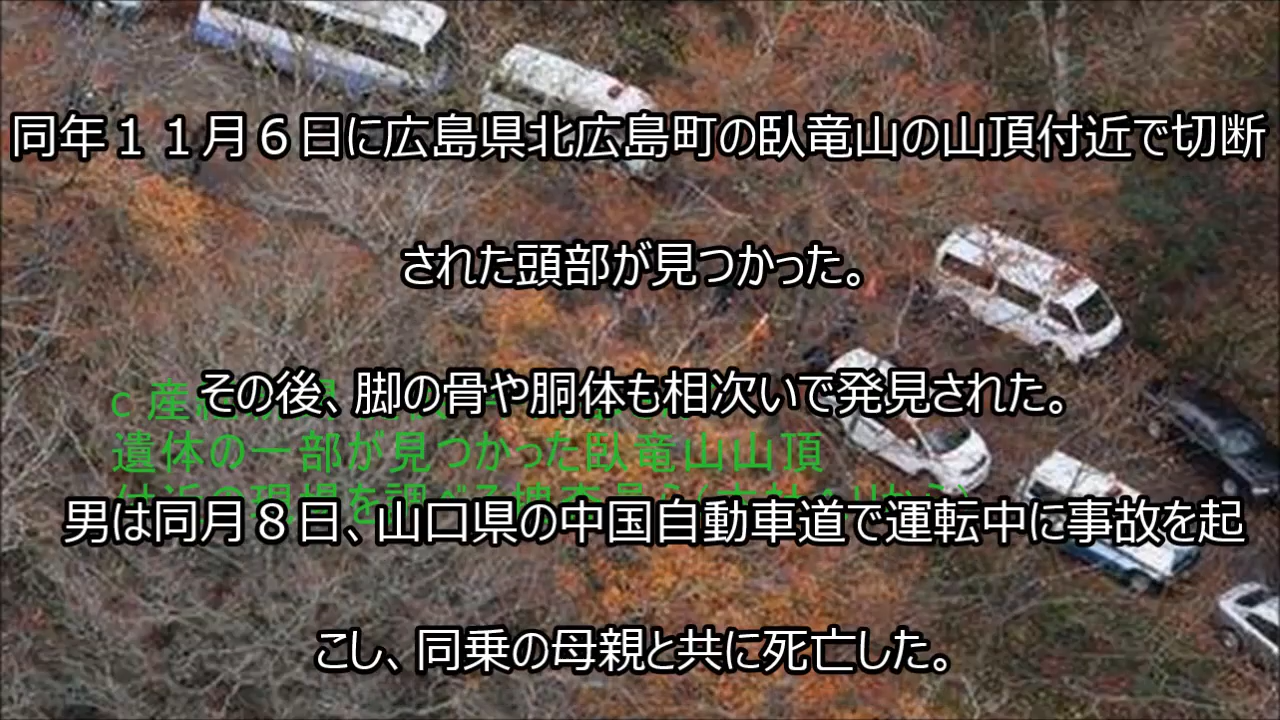 同年１１月６日に広島県北広島町の臥竜山の山頂付近で切断
された頭部が見つかった。
その後、脚の骨や胴体も相次いで発見された。
遺体の一部が見つかった臥竜山山頂
男は同月８日、山口県の中国自動車道で運転中に事故を起
こし、同乗の母親と共に死亡した。